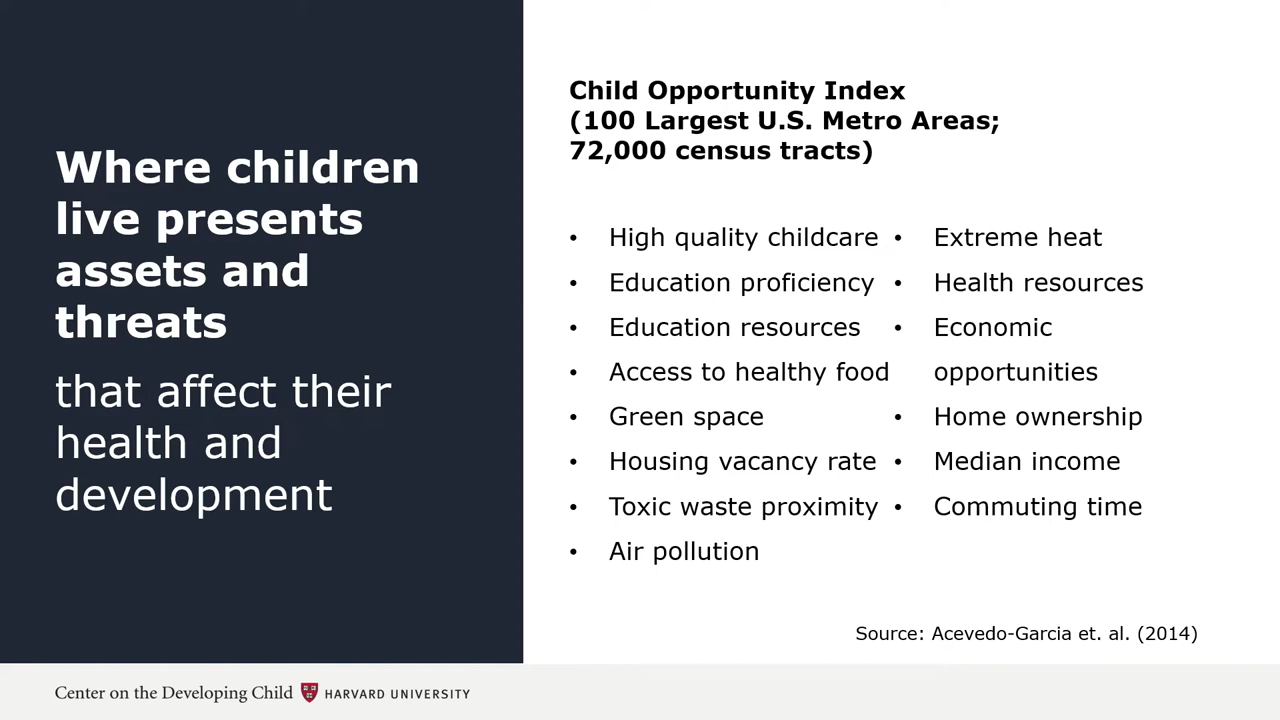 Where children
live presents
assets and
threats
that affect their
health and
development
Child Opportunity Index
(100 Largest U.S. Metro Areas;
72,000 census tracts)
• High quality childcare
• Education proficiency
• Education resources
• Access to healthy food
• Green space
• Housing vacancy rate
• Toxic waste proximity
• Air pollution
• Extreme heat
• Health resources
• Economic
opportunities
• Home ownership
• Median income
• Commuting time
Source: Acevedo-Garcia et. al. (2014)
Center on the Developing Child HARVARD UNIVERSITY